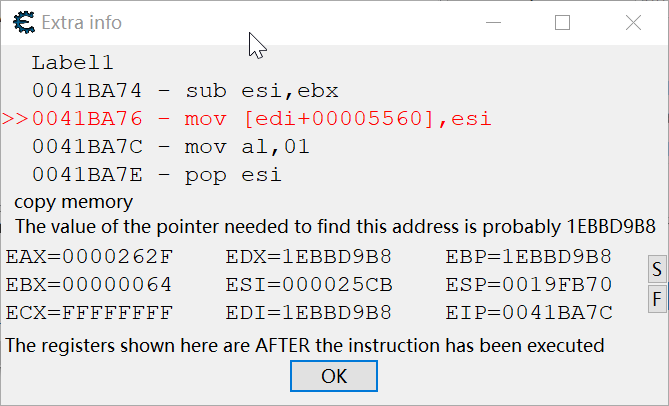 Extra info
Label1
0041BA74 - sub esi,ebx
>>0041BA76 - mov [edi+00005560],esi
0041BA7C - mov al,01
0041BA7E - pop esi
copy memory
The value of the pointer needed to find this address is probably 1EBBD9B8
EAX=0000262F EDX=1EBBD9B8 EBP=1EBBD9B8
EBX=00000064 ESI=000025CB ESP=0019FB70
S
ECX=FFFFFFFF EDI=1EBBD9B8 EIP=0041BA7C
F
The registers shown here are AFTER the instruction has been executed
OK